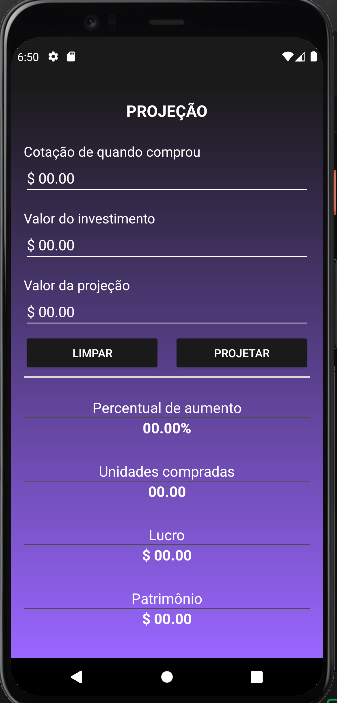 6:50
PROJEÇÃO
Cotação de quando comprou
$ 00.00
Valor do investimento
$ 00.00
Valor da projeção
$ 00.00
LIMPAR PROJETAR
Percentual de aumento
00.00%
Unidades compradas
00.00
Lucro
$ 00.00
Patrimônio
$ 00.00